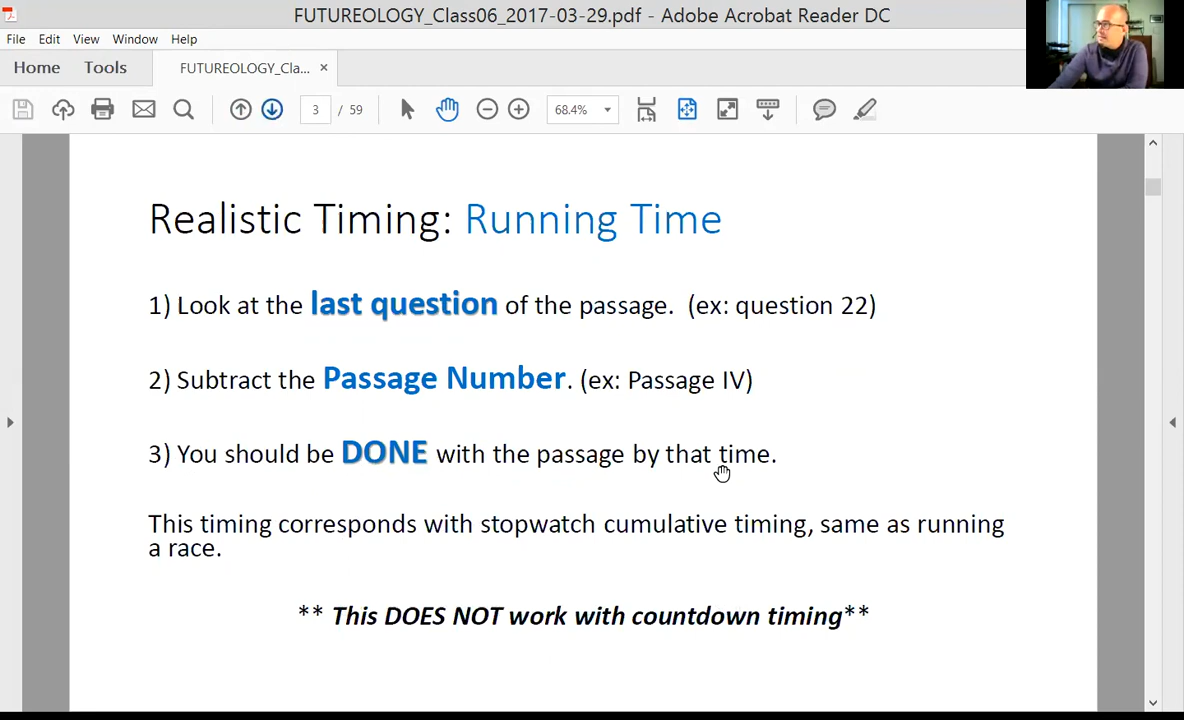 FUTUREOLOGY_Class06_2017-03-29.pdf - Adobe Acrobat Reader DC
File Edit View Window Help
Home Tools FUTUREOLOGY_Cla... ×
3 / 59 68.4%
Realistic Timing: Running Time
1) Look at the last question of the passage. (ex: question 22)
2) Subtract the Passage Number. (ex: Passage IV)
3) You should be DONE with the passage by that time.
This timing corresponds with stopwatch cumulative timing, same as running
a race.
** This DOES NOT work with countdown timing**